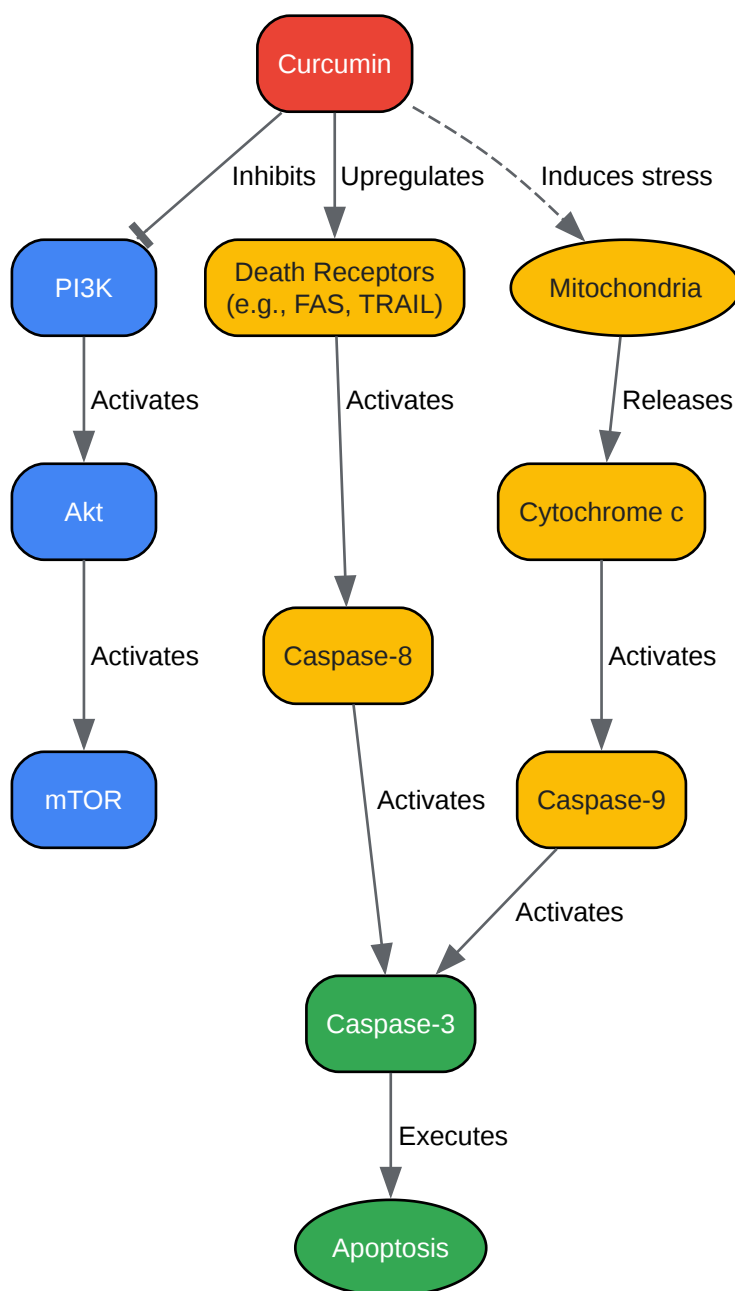 Curcumin
Inhibits
Upregulates
Induces stress
PI3K
Death Receptors
(e.g., FAS, TRAIL)
Mitochondria
Activates
Activates
Releases
Akt
Cytochrome c
Activates
Caspase-8
Activates
mTOR
Activates
Caspase-9
Activates
Caspase-3
Executes
Apoptosis